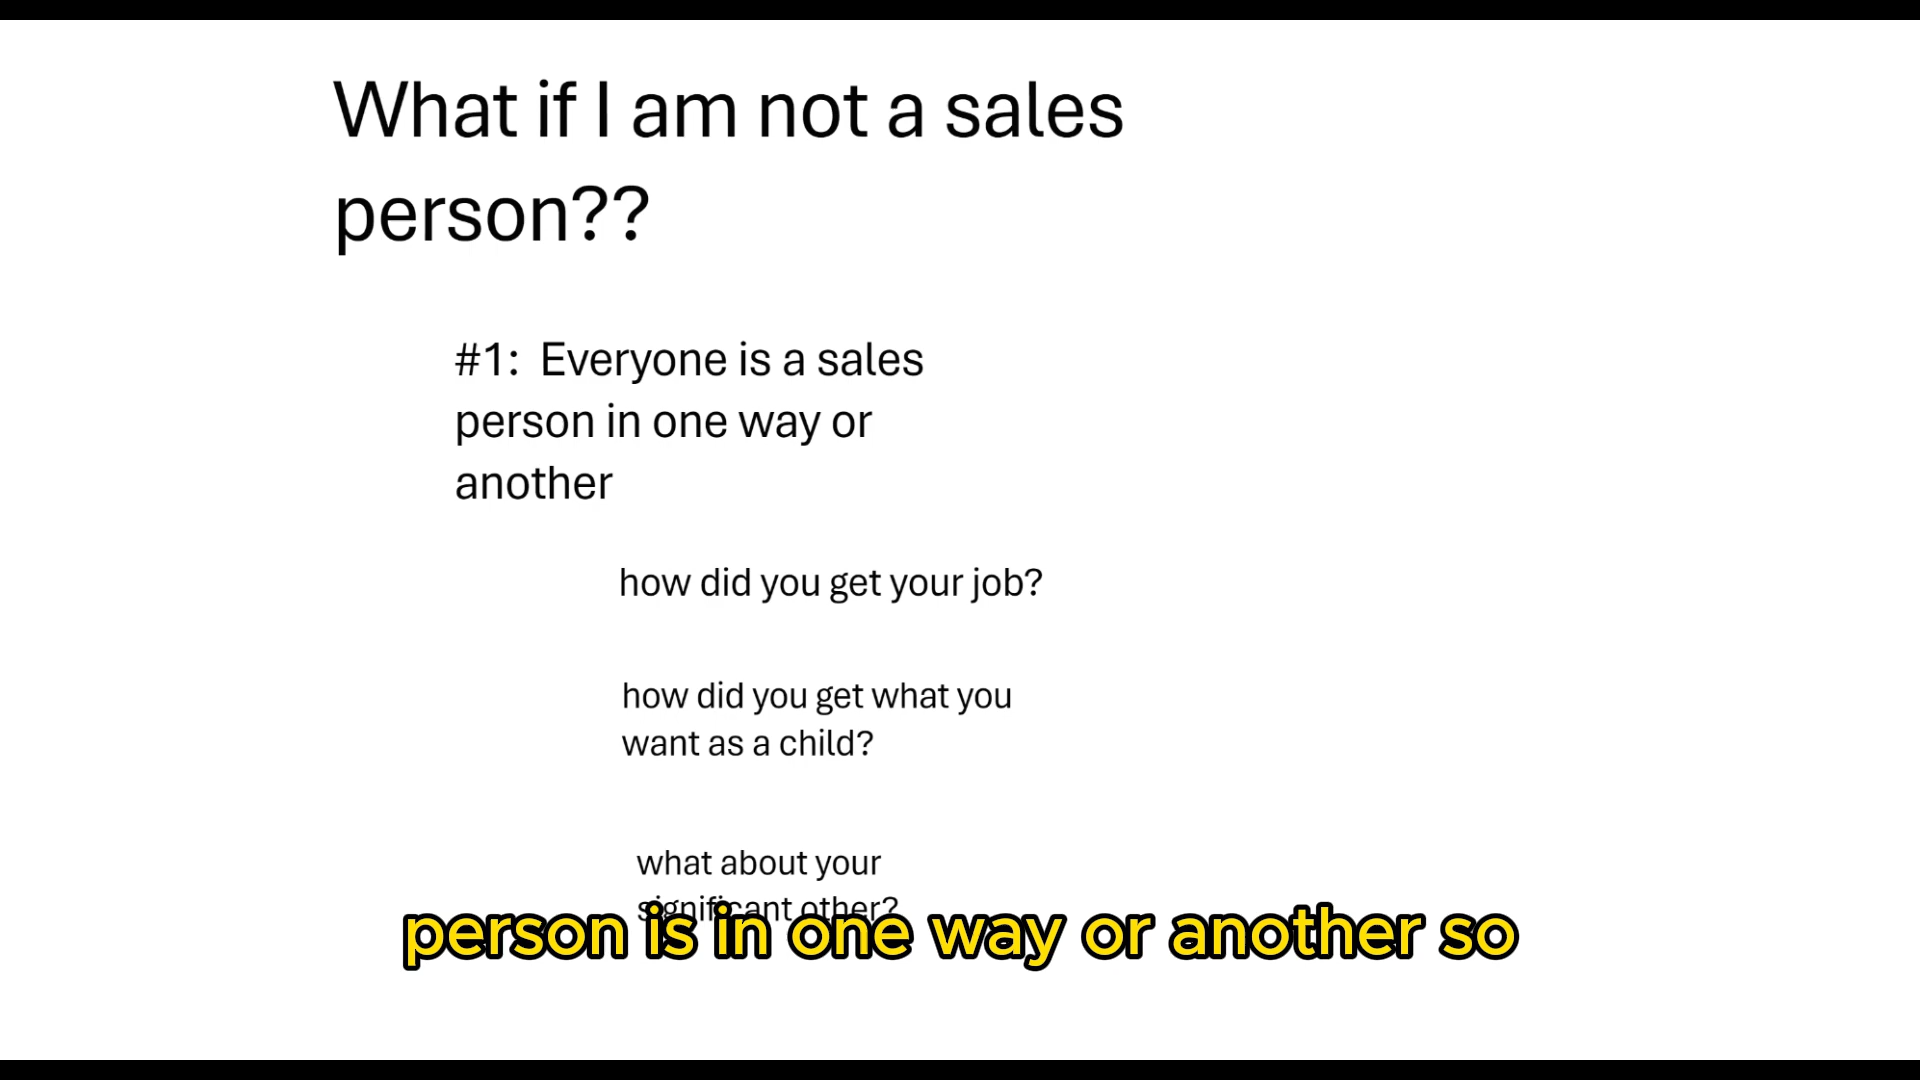 What if I am not a sales
person??
#1:  Everyone is a sales
person in one way or
another
how did you get your job?
how did you get what you
want as a child?
what about your
significant other?
person is in one way or another so